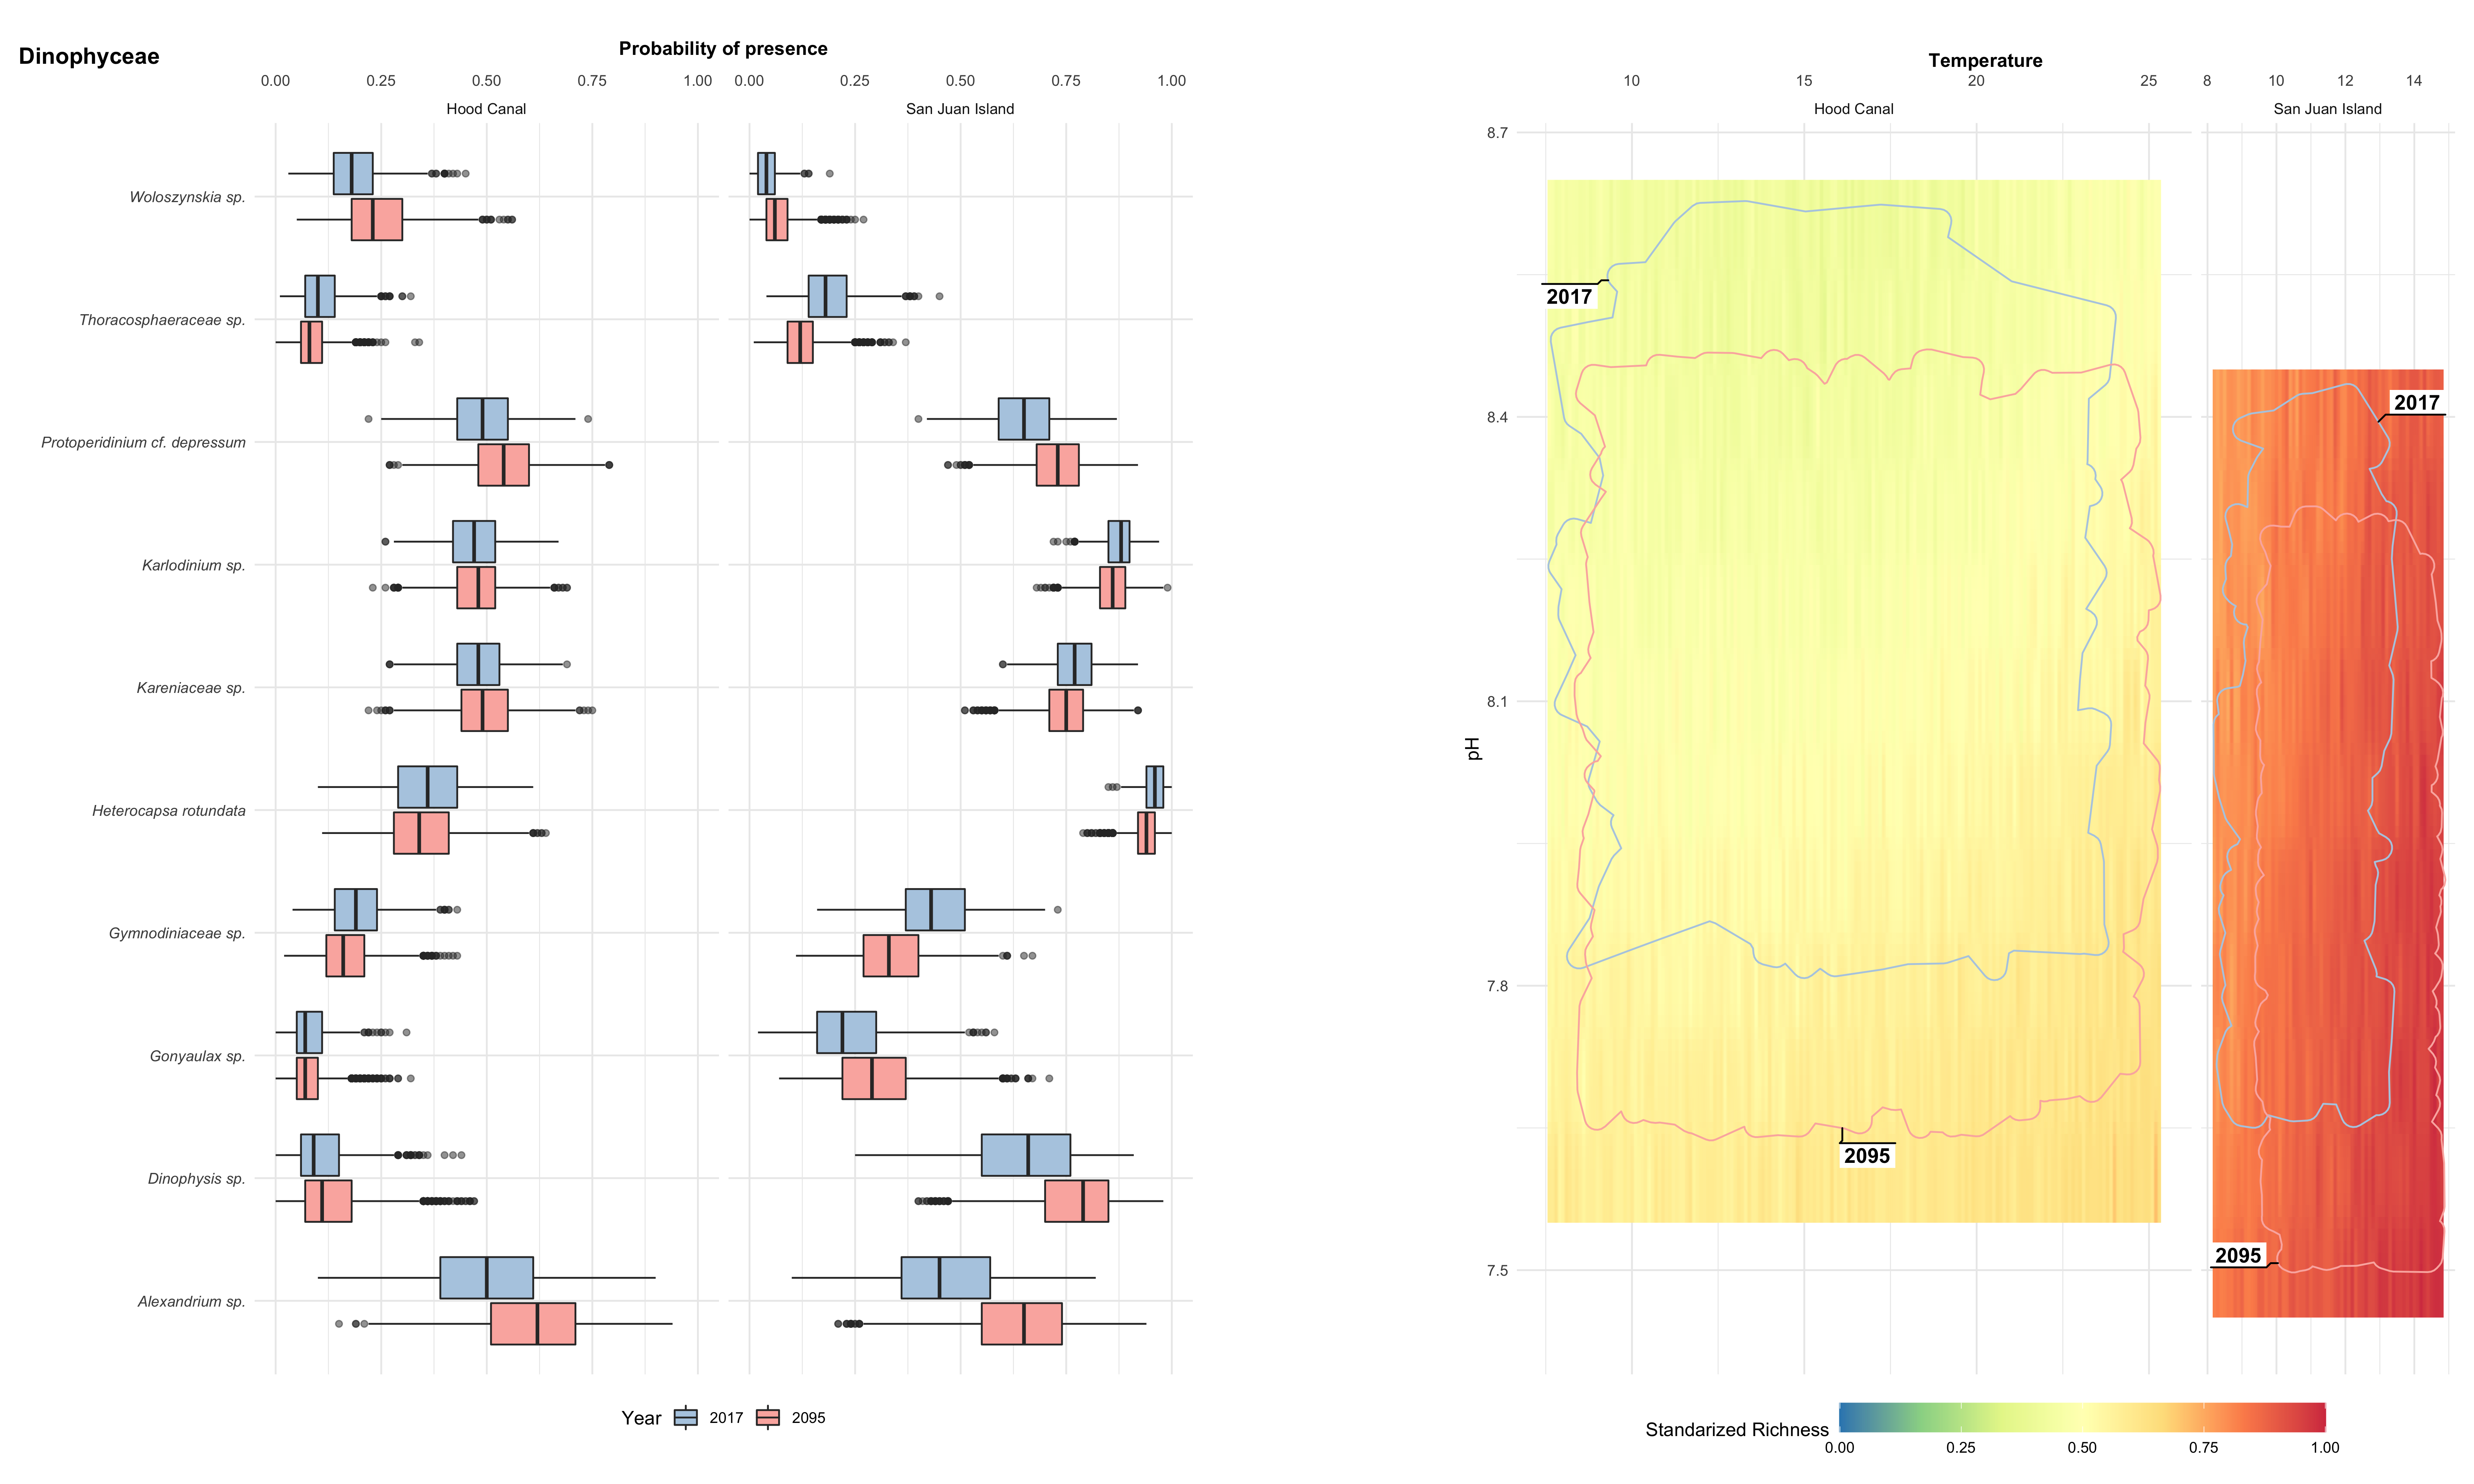 Dinophyceae
Probability of presence
0.00 0.25 0.50 0.75 1.00 0.00 0.25 0.50 0.75 1.00
Hood Canal San Juan Island
Woloszynskia sp.
Thoracosphaeraceae sp.
Protoperidinium cf. depressum
Karlodinium sp.
Kareniaceae sp.
Heterocapsa rotundata
Gymnodiniaceae sp.
Gonyaulax sp.
Dinophysis sp.
Alexandrium sp.
Year 2017 2095
Temperature
10 15 20 25 8 10 12 14
Hood Canal San Juan Island
pH
8.7
8.4
8.1
7.8
7.5
2017
2095
2017
2095
Standarized Richness
0.00 0.25 0.50 0.75 1.00